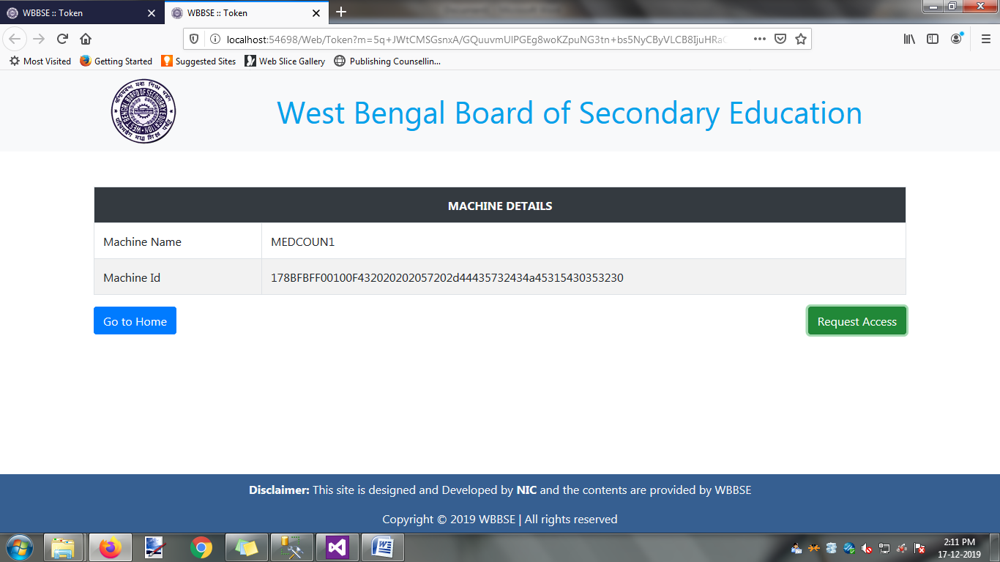 WBBSE :: Token
WBBSE :: Token
localhost:54698/Web/Token?m=5q+JWtCMSGsnxA/GQuuvmUlPGEg8woKZpuNG3tn+bs5NyCByVLCB8IjuHRa
Most Visited Getting Started Suggested Sites Web Slice Gallery Publishing Counsellin...
West Bengal Board of Secondary Education
MACHINE DETAILS
Machine Name MEDCOUN1
Machine Id 178BFBFF00100F432020202057202d44435732434a45315430353230
Go to Home Request Access
Disclaimer: This site is designed and Developed by NIC and the contents are provided by WBBSE
Copyright © 2019 WBBSE | All rights reserved
2:11 PM
17-12-2019